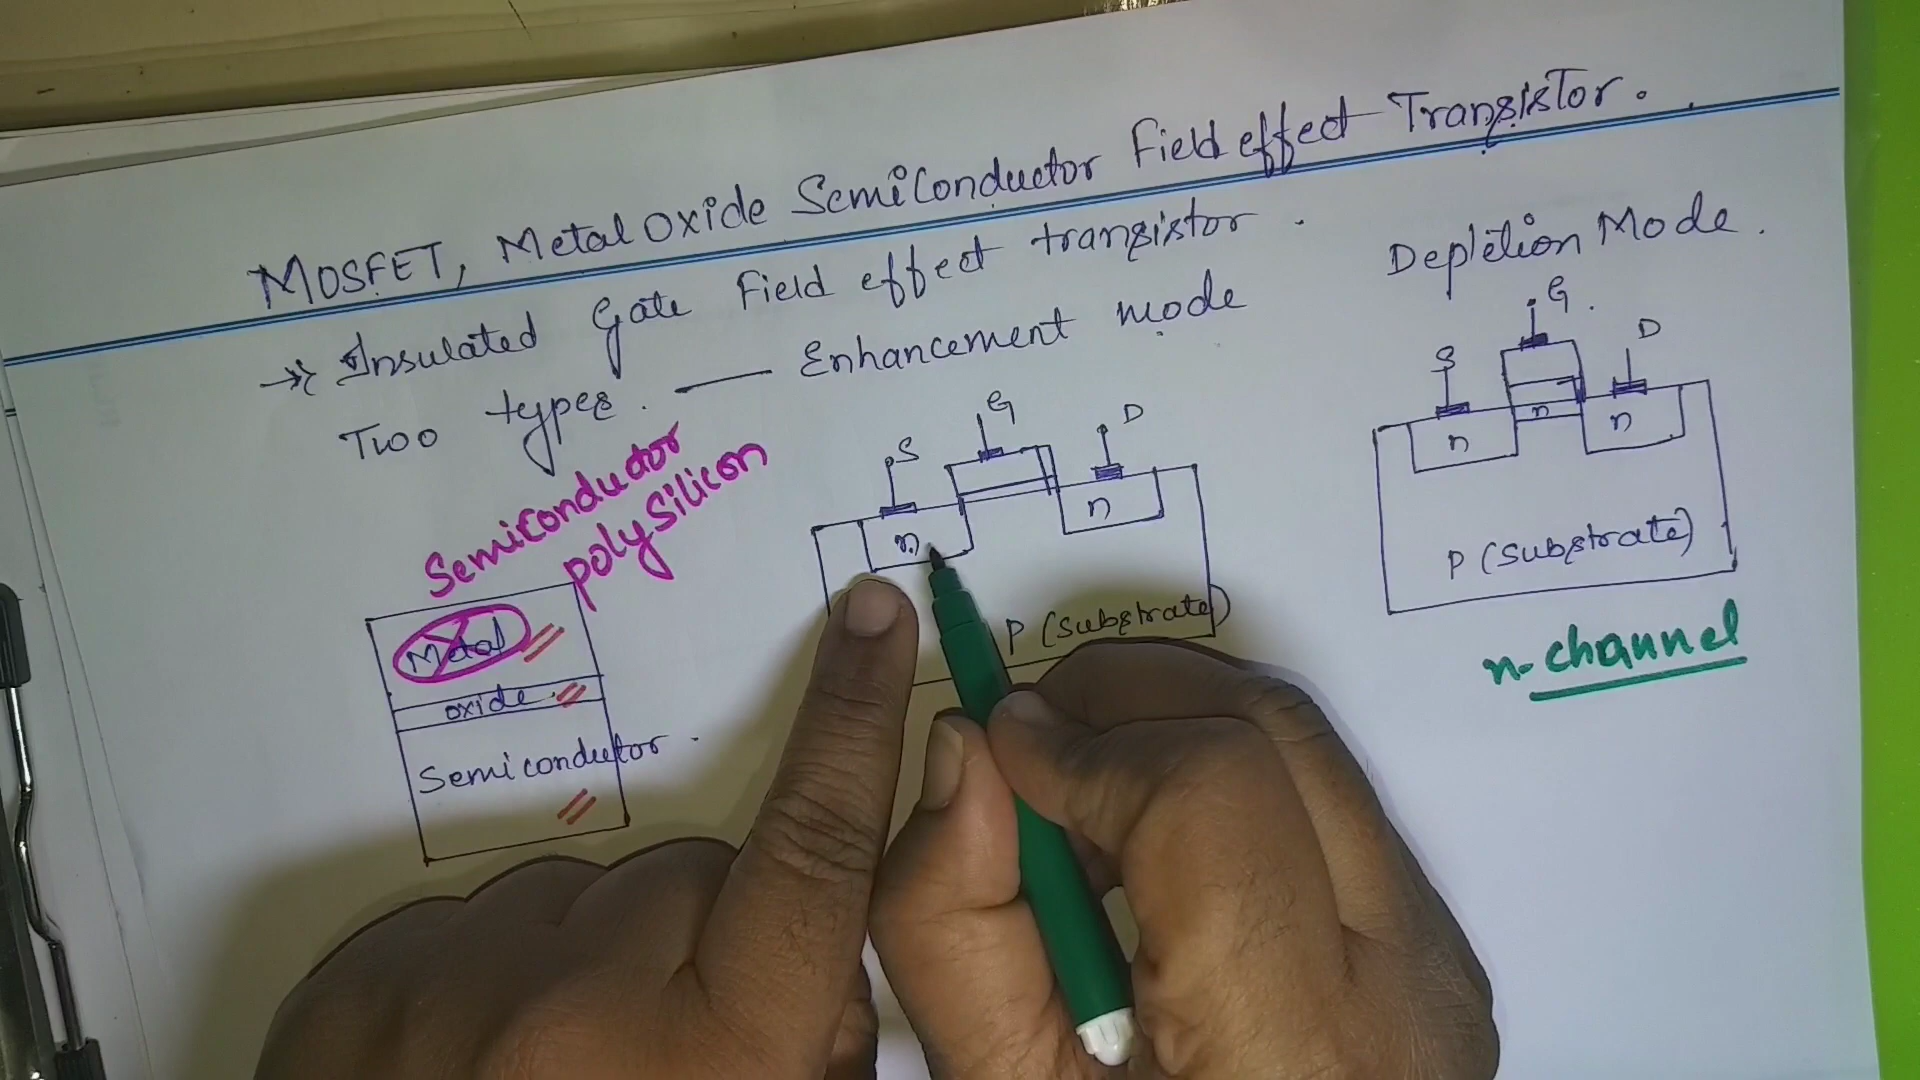 MOSFET, Metal Oxide Semiconductor Field effect Transistor.
→ Insulated Gate Field effect transistor.
Two types. — Enhancement mode
Depletion Mode.
Semiconductor
polysilicon
Metal
oxide
Semiconductor.
S G D
n n
P (substrate)
S G. D
n n n
P (substrate)
n-channel